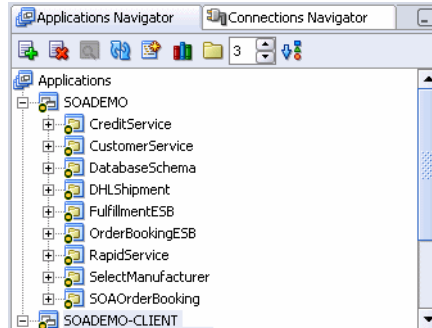 Applications Navigator Connections Navigator
3
Applications
SOADEMO
CreditService
CustomerService
DatabaseSchema
DHLShipment
FulfillmentESB
OrderBookingESB
RapidService
SelectManufacturer
SOAOrderBooking
SOADEMO-CLIENT